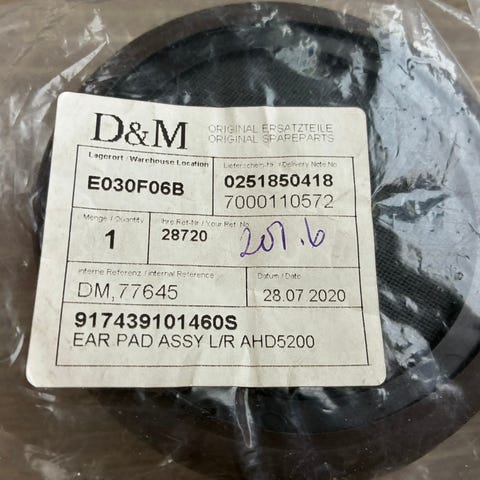 D&M ORIGINAL ERSATZTEILE
ORIGINAL SPAREPARTS
Lagerort / Warehouse Location
E030F06B
Lieferschein-Nr / Delivery Note No
0251850418
7000110572
Menge / Quantity
1
Ihre Ref-Nr / Your Ref. No
28720
201.6
Interne Referenz / Internal Reference
DM,77645
Datum / Date
28.07.2020
917439101460S
EAR PAD ASSY L/R AHD5200